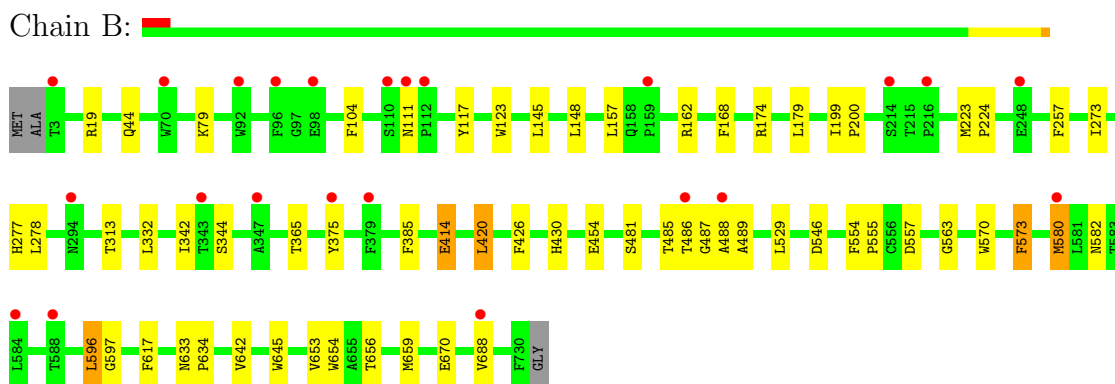 Chain B:
MET ALA T3 R19 Q44 W70 K79 W92 F96 G97 E98 F104 S110 N111 P112 Y117 W123 L145 L148 L157 Q158 P159 R162 F168 R174 L179 I199 P200 S214 T215 P216 M223 P224 E248 F257 I273
H277 L278 N294 T313 L332 I342 T343 S344 A347 T365 Y375 F379 F385 E414 L420 F426 H430 E454 S481 T485 T486 G487 A488 A489 L529 D546 F554 P555 C556 D557 G563 W570 F573 M580 L581 N582 T583
L584 T588 L596 G597 F617 N633 P634 V642 W645 V653 W654 A655 T656 M659 E670 V688 F730 GLY